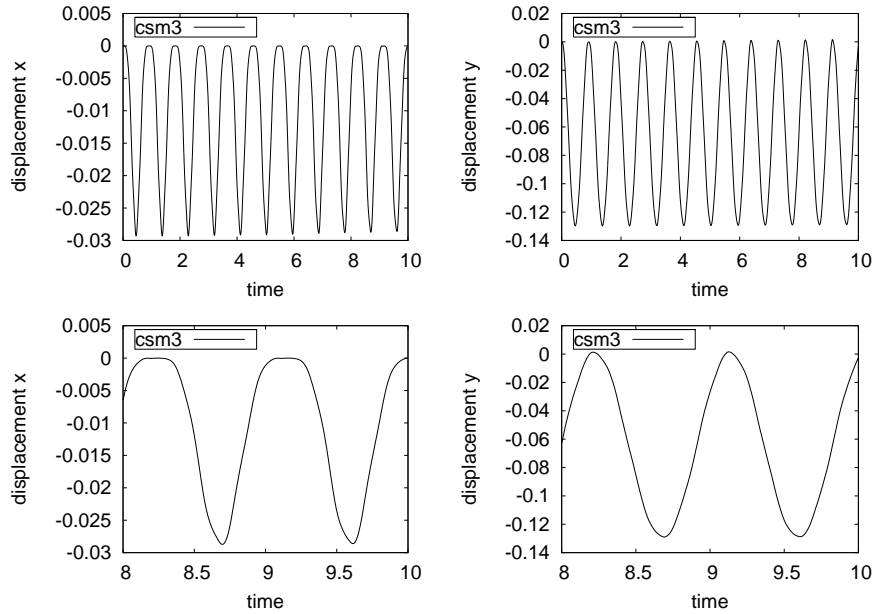 0.005
0
-0.005
-0.01
-0.015
-0.02
-0.025
-0.03
0 2 4 6 8 10
displacement x
time
csm3
0.02
0
-0.02
-0.04
-0.06
-0.08
-0.1
-0.12
-0.14
0 2 4 6 8 10
displacement y
time
csm3
0.005
0
-0.005
-0.01
-0.015
-0.02
-0.025
-0.03
8 8.5 9 9.5 10
displacement x
time
csm3
0.02
0
-0.02
-0.04
-0.06
-0.08
-0.1
-0.12
-0.14
8 8.5 9 9.5 10
displacement y
time
csm3